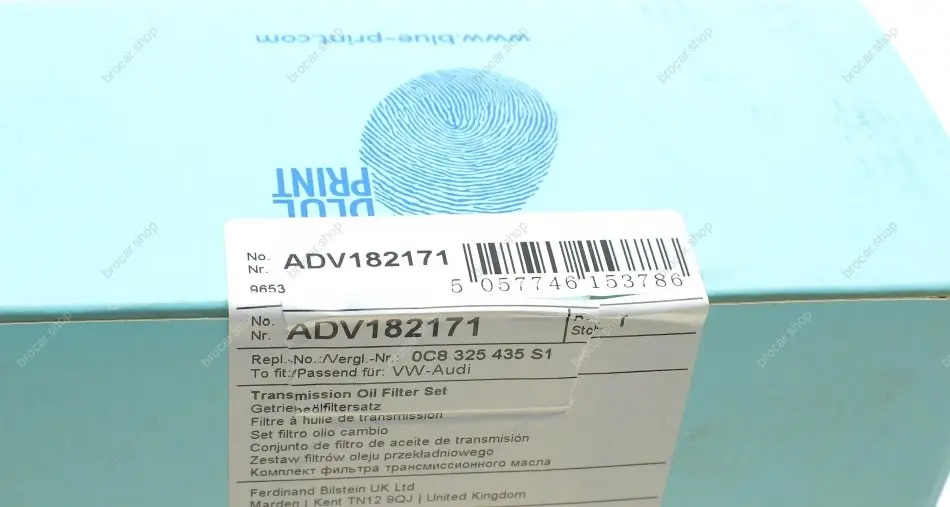 www.blue-print.com
BLUE
PRINT
No.
Nr.
ADV182171
9653
5 057746 153786
No.
Nr.
ADV182171
Repl.-No.:/Vergl.-Nr.: 0C8 325 435 S1
To fit:/Passend für: VW-Audi
Transmission Oil Filter Set
Getriebeölfiltersatz
Filtre à huile de transmission
Set filtro olio cambio
Conjunto de filtro de aceite de transmisión
Zestaw filtrów oleju przekładniowego
Комплект фильтра трансмиссионного масла
Ferdinand Bilstein UK Ltd
Marden | Kent TN12 9QJ | United Kingdom
brocar.shop